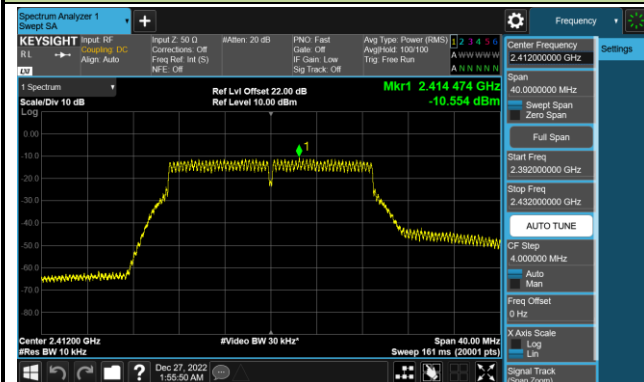 Spectrum Analyzer 1
Swept SA
Frequency
KEYSIGHT
Input: RF
Input Z: 50 Ω
#Atten: 20 dB
PNO: Fast
Avg Type: Power (RMS)
1 2 3 4 5 6
RL
Coupling: DC
Corrections: Off
Gate: Off
Avg|Hold: 100/100
A W W W W W
Align: Auto
Freq Ref: Int (S)
IF Gain: Low
Trig: Free Run
A N N N N N
NFE: Off
Sig Track: Off
LXI
1 Spectrum
Scale/Div 10 dB
Ref Lvl Offset 22.00 dB
Ref Level 10.00 dBm
Mkr1 2.414 474 GHz
-10.554 dBm
Log
0.00
-10.0
-20.0
-30.0
-40.0
-50.0
-60.0
-70.0
-80.0
1
Center 2.41200 GHz
#Video BW 30 kHz*
Span 40.00 MHz
#Res BW 10 kHz
Sweep 161 ms (20001 pts)
Dec 27, 2022
1:55:50 AM
Center Frequency
2.412000000 GHz
Settings
Span
40.0000000 MHz
Swept Span
Zero Span
Full Span
Start Freq
2.392000000 GHz
Stop Freq
2.432000000 GHz
AUTO TUNE
CF Step
4.000000 MHz
Auto
Man
Freq Offset
0 Hz
X Axis Scale
Log
Lin
Signal Track
(Span Zoom)